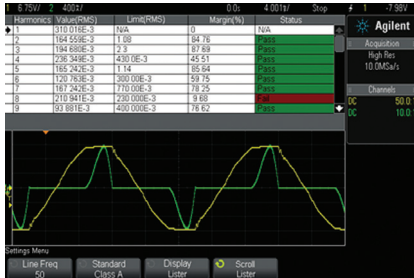 1 6.75V/ 2 400↕/ 0.0s 4.001↕/ Stop ƒ 1 -7.98V
Harmonics Value(RMS) Limit(RMS) Margin(%) Status
1 310.016E-3 N/A 0 N/A
2 164.559E-3 1.08 84.76 Pass
3 194.680E-3 2.3 87.69 Pass
4 236.349E-3 430.0E-3 45.51 Pass
5 165.242E-3 1.14 85.64 Pass
6 120.763E-3 300.00E-3 59.75 Pass
7 167.242E-3 770.00E-3 78.25 Pass
8 210.941E-3 230.000E-3 9.68 Fail
9 93.881E-3 400.000E-3 76.62 Pass
Agilent
Acquisition
High Res
10.0MSa/s
Channels
DC 50.0:
DC 10.0:
Settings Menu
Line Freq
50
Standard
Class A
Display
Lister
Scroll
Lister